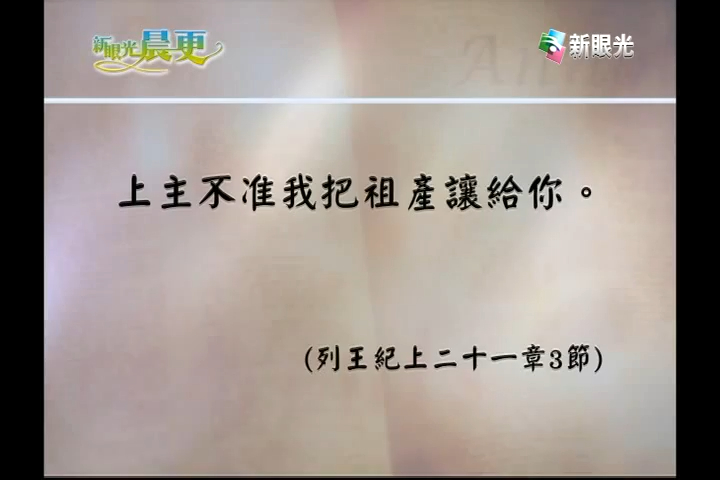 新眼光晨更
新眼光
上主不准我把祖產讓給你。
(列王紀上二十一章3節)